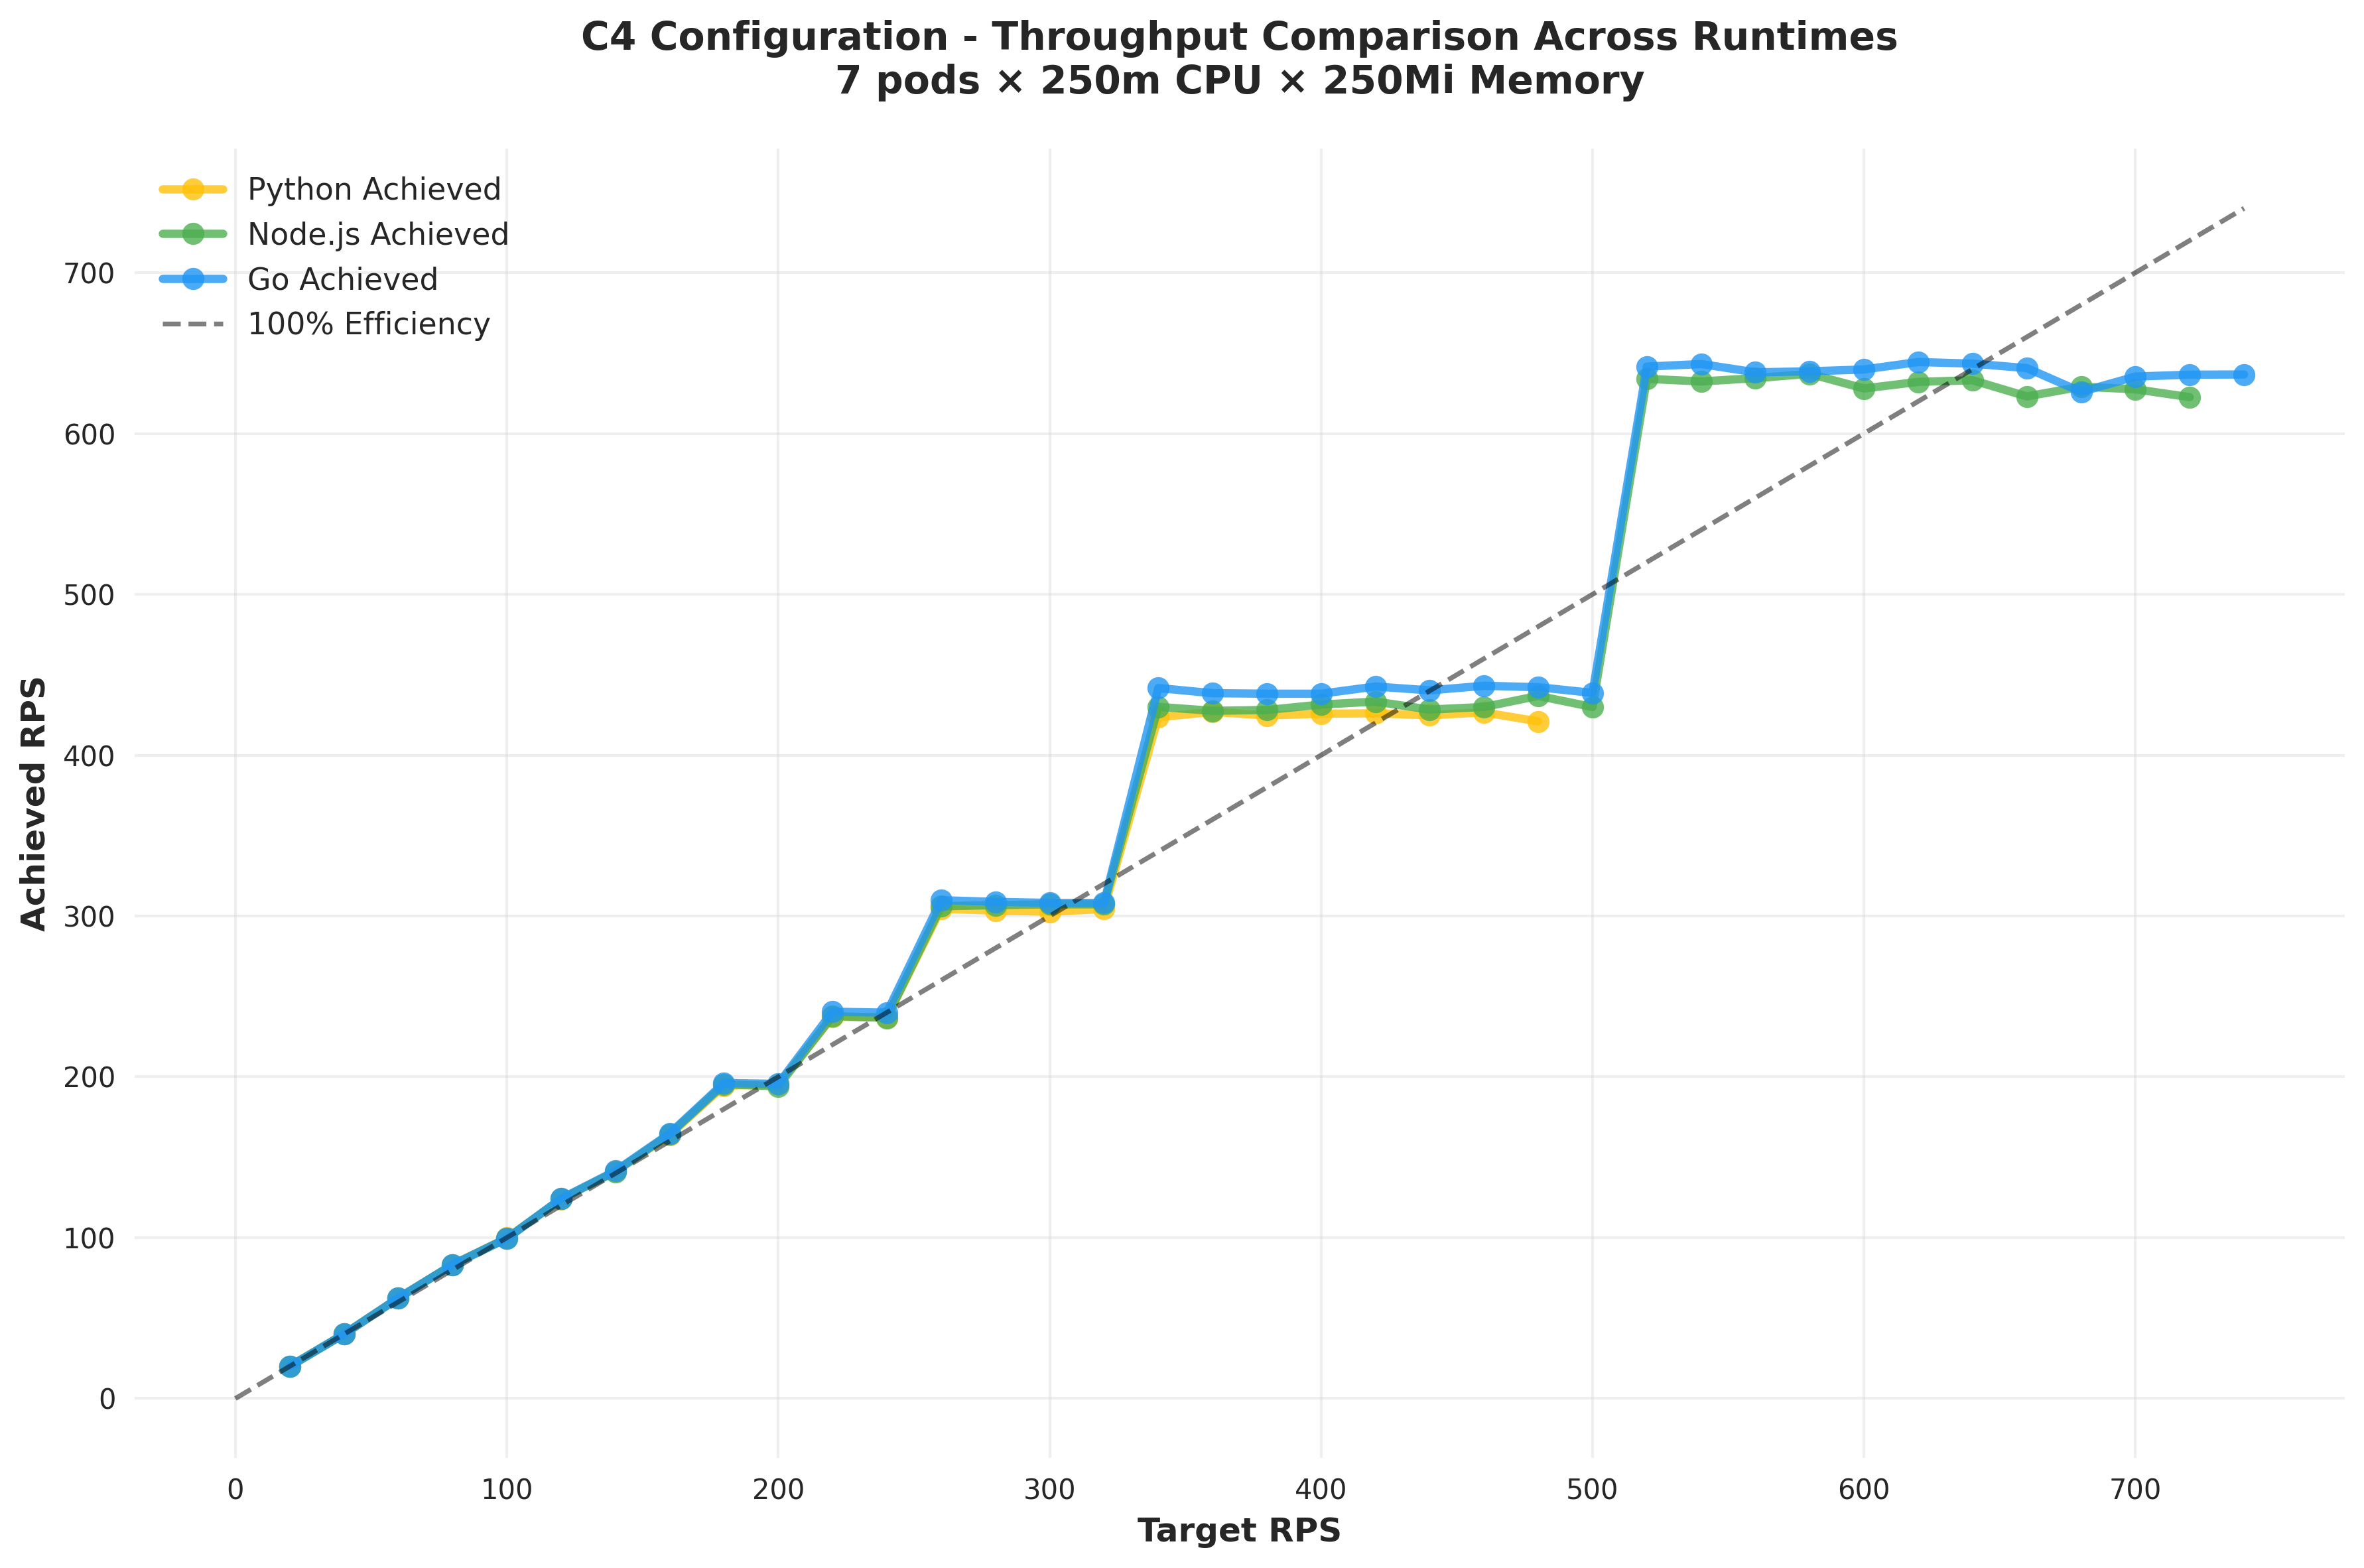 C4 Configuration - Throughput Comparison Across Runtimes
7 pods × 250m CPU × 250Mi Memory
Python Achieved
Node.js Achieved
Go Achieved
100% Efficiency
Achieved RPS
700
600
500
400
300
200
100
0
0 100 200 300 400 500 600 700
Target RPS